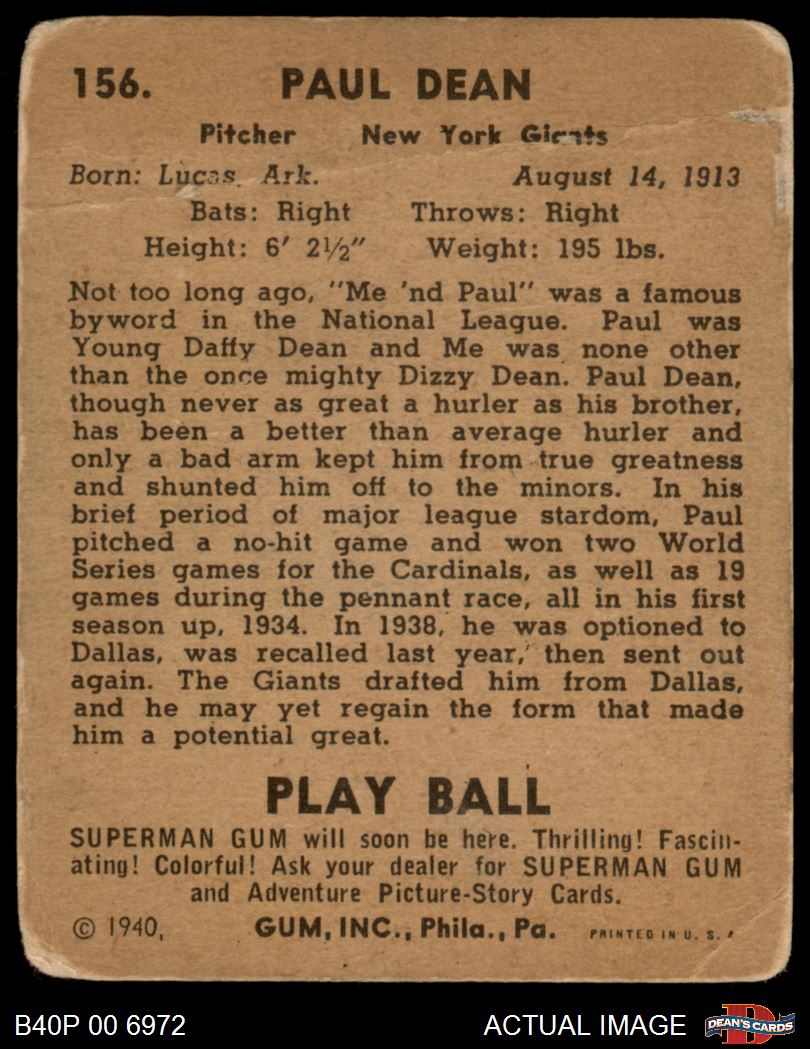 156. PAUL DEAN
Pitcher New York Giants
Born: Lucas, Ark. August 14, 1913
Bats: Right Throws: Right
Height: 6′ 2½″ Weight: 195 lbs.
Not too long ago, "Me 'nd Paul" was a famous
byword in the National League. Paul was
Young Daffy Dean and Me was none other
than the once mighty Dizzy Dean. Paul Dean,
though never as great a hurler as his brother,
has been a better than average hurler and
only a bad arm kept him from true greatness
and shunted him off to the minors. In his
brief period of major league stardom, Paul
pitched a no-hit game and won two World
Series games for the Cardinals, as well as 19
games during the pennant race, all in his first
season up, 1934. In 1938, he was optioned to
Dallas, was recalled last year, then sent out
again. The Giants drafted him from Dallas,
and he may yet regain the form that made
him a potential great.
PLAY BALL
SUPERMAN GUM will soon be here. Thrilling! Fascin-
ating! Colorful! Ask your dealer for SUPERMAN GUM
and Adventure Picture-Story Cards.
© 1940, GUM, INC., Phila., Pa. PRINTED IN U. S. A
B40P 00 6972 ACTUAL IMAGE D DEAN'S CARDS